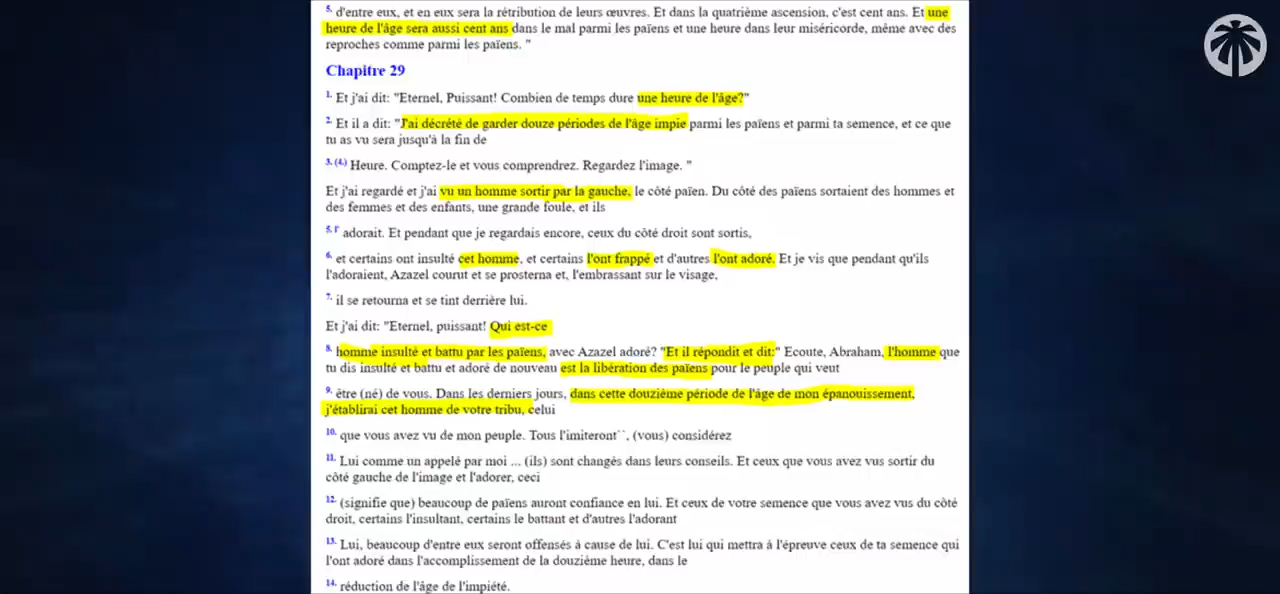 5. d'entre eux, et en eux sera la rétribution de leurs œuvres. Et dans la quatrième ascension, c'est cent ans. Et une
heure de l'âge sera aussi cent ans dans le mal parmi les païens et une heure dans leur miséricorde, même avec des
reproches comme parmi les païens. "
Chapitre 29
1. Et j'ai dit: "Eternel, Puissant! Combien de temps dure une heure de l'âge?"
2. Et il a dit: "J'ai décrété de garder douze périodes de l'âge impie parmi les païens et parmi ta semence, et ce que
tu as vu sera jusqu'à la fin de
3. (4.) Heure. Comptez-le et vous comprendrez. Regardez l'image. "
Et j'ai regardé et j'ai vu un homme sortir par la gauche, le côté païen. Du côté des païens sortaient des hommes et
des femmes et des enfants, une grande foule, et ils
5. l' adorait. Et pendant que je regardais encore, ceux du côté droit sont sortis,
6. et certains ont insulté cet homme, et certains l'ont frappé et d'autres l'ont adoré. Et je vis que pendant qu'ils
l'adoraient, Azazel courut et se prosterna et, l'embrassant sur le visage,
7. il se retourna et se tint derrière lui.
Et j'ai dit: "Eternel, puissant! Qui est-ce
8. homme insulté et battu par les païens, avec Azazel adoré? "Et il répondit et dit:" Ecoute, Abraham, l'homme que
tu dis insulté et battu et adoré de nouveau est la libération des païens pour le peuple qui veut
9. être (né) de vous. Dans les derniers jours, dans cette douzième période de l'âge de mon épanouissement,
j'établirai cet homme de votre tribu, celui
10. que vous avez vu de mon peuple. Tous l'imiteront``, (vous) considérez
11. Lui comme un appelé par moi ... (ils) sont changés dans leurs conseils. Et ceux que vous avez vus sortir du
côté gauche de l'image et l'adorer, ceci
12. (signifie que) beaucoup de païens auront confiance en lui. Et ceux de votre semence que vous avez vus du côté
droit, certains l'insultant, certains le battant et d'autres l'adorant
13. Lui, beaucoup d'entre eux seront offensés à cause de lui. C'est lui qui mettra à l'épreuve ceux de ta semence qui
l'ont adoré dans l'accomplissement de la douzième heure, dans le
14. réduction de l'âge de l'impiété.